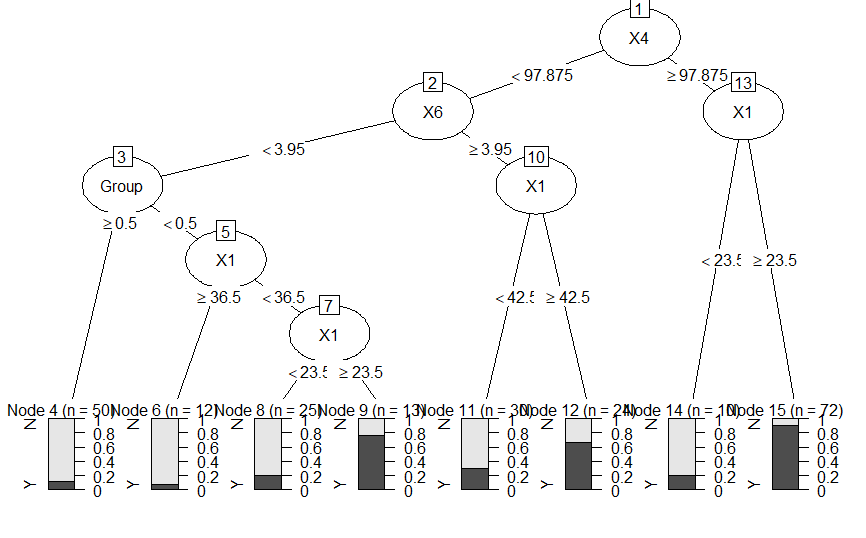 1
X4
< 97.875
≥ 97.875
2
X6
13
X1
< 3.95
≥ 3.95
3
Group
10
X1
≥ 0.5
< 0.5
5
X1
< 23.5
≥ 23.5
≥ 36.5
< 36.5
< 42.5
≥ 42.5
7
X1
< 23.5
≥ 23.5
Node 4 (n = 50)
Node 6 (n = 12)
Node 8 (n = 25)
Node 9 (n = 13)
Node 11 (n = 30)
Node 12 (n = 24)
Node 14 (n = 10)
Node 15 (n = 72)
N Y 1 0.8 0.6 0.4 0.2 0
N Y 1 0.8 0.6 0.4 0.2 0
N Y 1 0.8 0.6 0.4 0.2 0
N Y 1 0.8 0.6 0.4 0.2 0
N Y 1 0.8 0.6 0.4 0.2 0
N Y 1 0.8 0.6 0.4 0.2 0
N Y 1 0.8 0.6 0.4 0.2 0
N Y 1 0.8 0.6 0.4 0.2 0